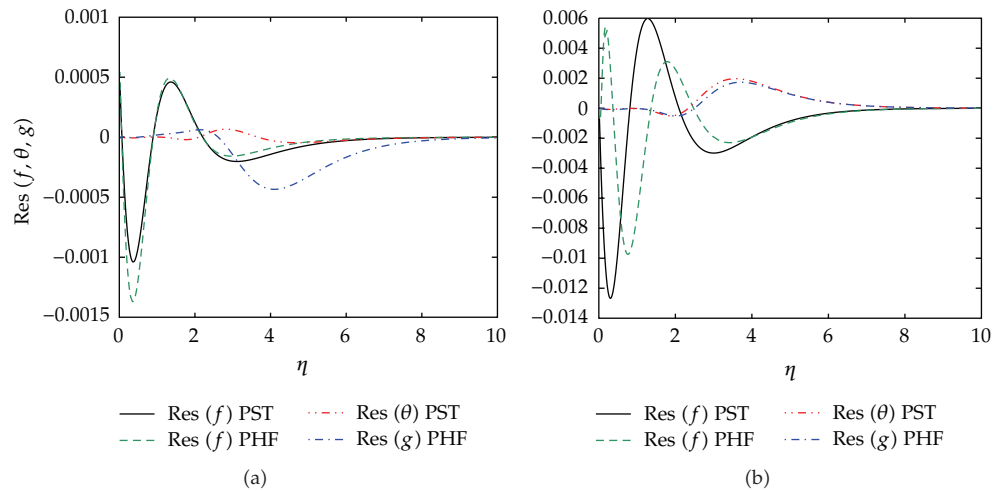 0.001
0.0005
0
−0.0005
−0.001
−0.0015
Res (f, θ, g)
0 2 4 6 8 10
η
Res (f) PST
Res (f) PHF
Res (θ) PST
Res (g) PHF
(a)
0.006
0.004
0.002
0
−0.002
−0.004
−0.006
−0.008
−0.01
−0.012
−0.014
0 2 4 6 8 10
η
Res (f) PST
Res (f) PHF
Res (θ) PST
Res (g) PHF
(b)